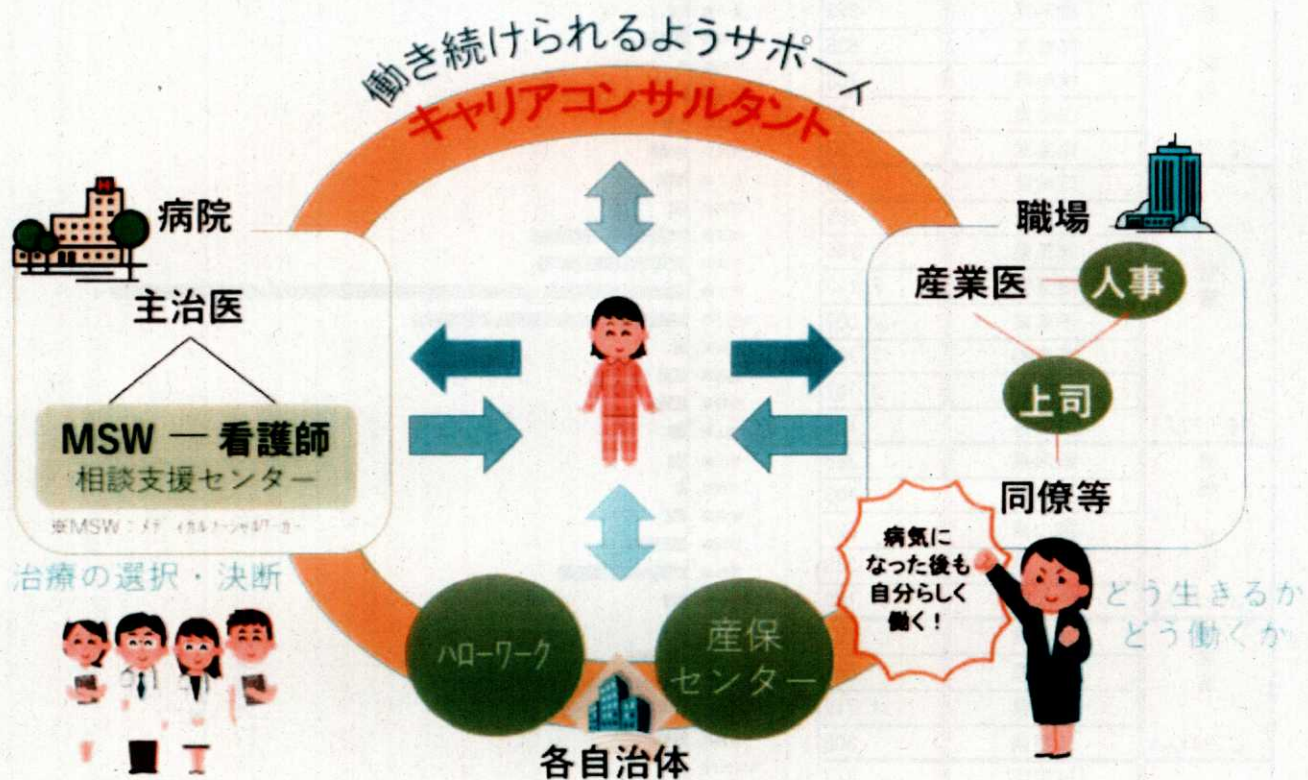 働き続けられるようサポート
キャリアコンサルタント
病院
主治医
MSW ― 看護師
相談支援センター
※MSW：メディカルソーシャルワーカー
治療の選択・決断
職場
産業医
人事
上司
同僚等
病気に
なった後も
自分らしく
働く！
どう生きるか
どう働くか
ハローワーク
産保
センター
各自治体